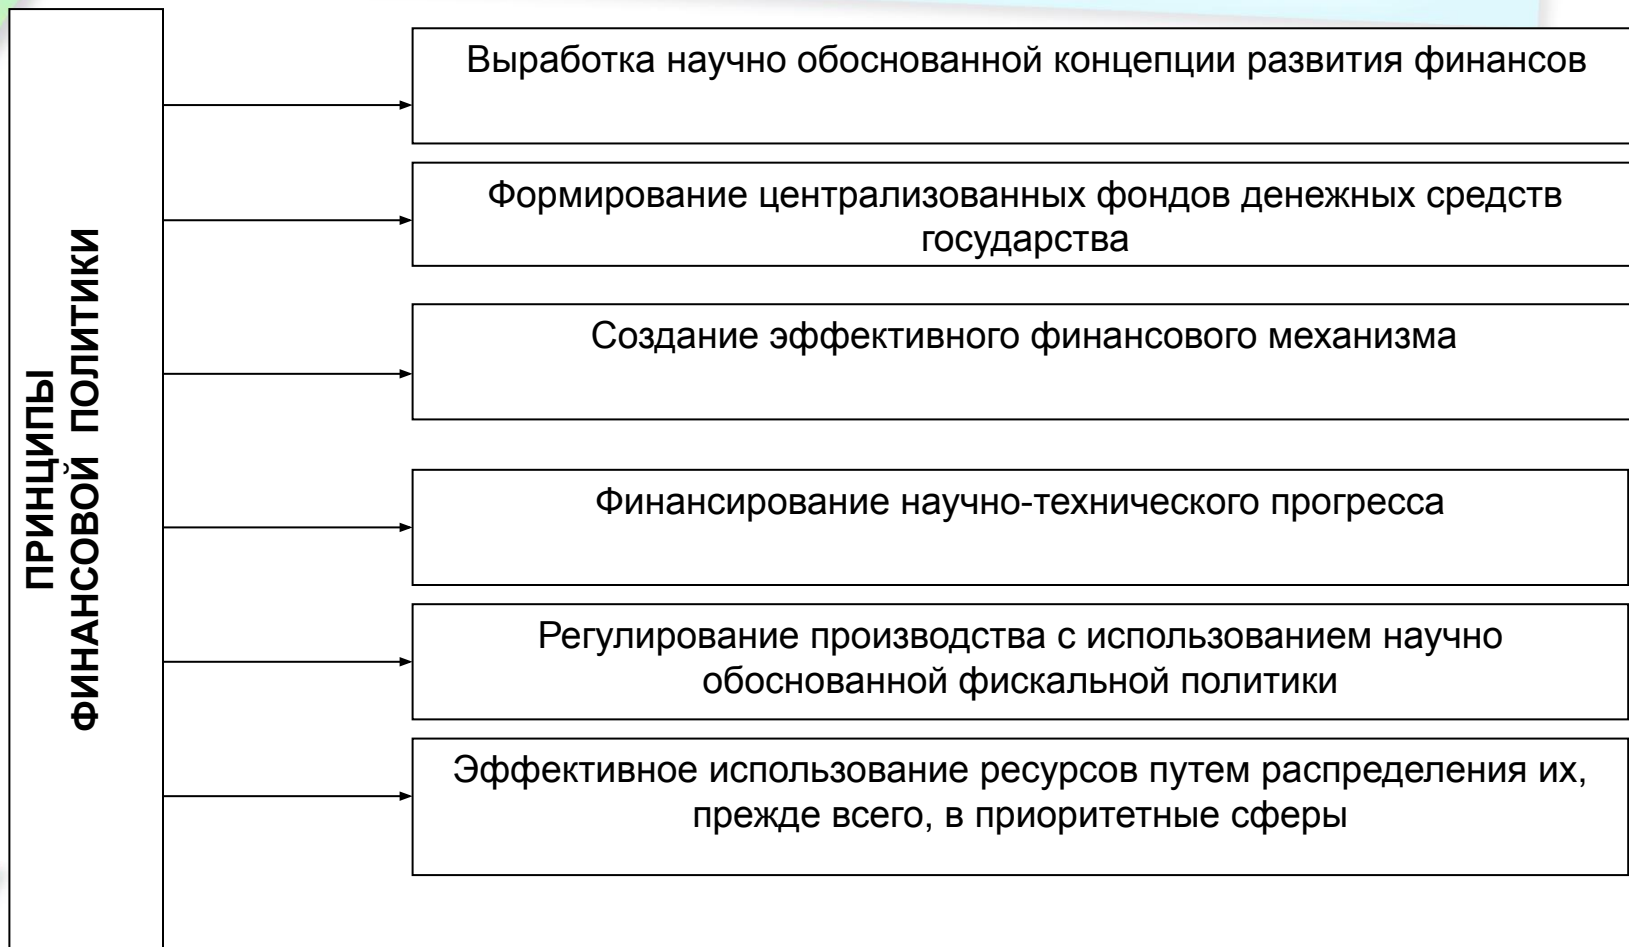 ПРИНЦИПЫ
ФИНАНСОВОЙ ПОЛИТИКИ
Выработка научно обоснованной концепции развития финансов
Формирование централизованных фондов денежных средств
государства
Создание эффективного финансового механизма
Финансирование научно-технического прогресса
Регулирование производства с использованием научно
обоснованной фискальной политики
Эффективное использование ресурсов путем распределения их,
прежде всего, в приоритетные сферы